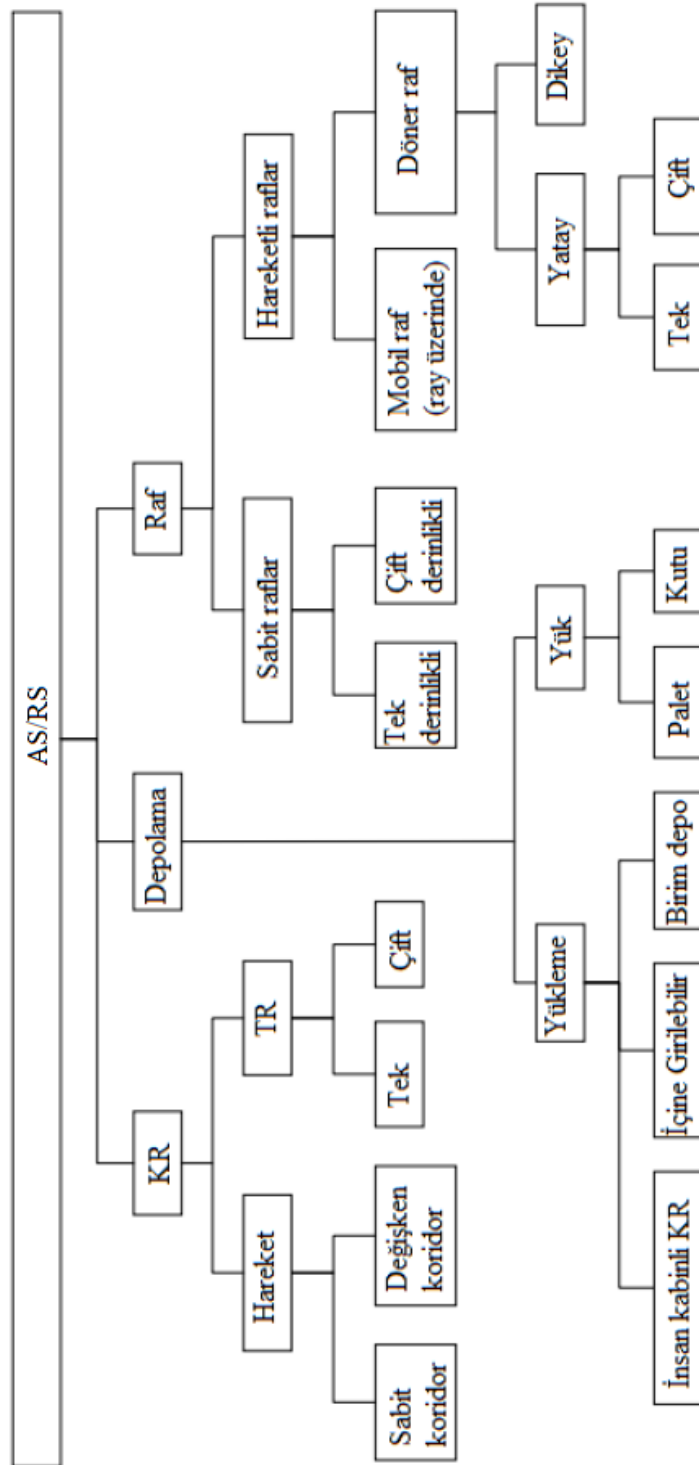 AS/RS
KR
Depolama
Raf
Hareket
TR
Sabit raflar
Hareketli raflar
Sabit
koridor
Değişken
koridor
Tek
Çift
Tek
derinlikli
Çift
derinlikli
Mobil raf
(ray üzerinde)
Döner raf
Yükleme
Yük
Yatay
Dikey
İnsan kabinli KR
İçine Girilebilir
Birim depo
Palet
Kutu
Tek
Çift